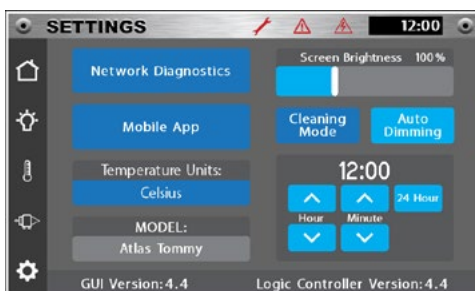 SETTINGS 12:00
Network Diagnostics
Screen Brightness 100%
Mobile App
Cleaning Mode
Auto Dimming
Temperature Units:
Celsius
12:00
24 Hour
Hour Minute
MODEL:
Atlas Tommy
GUI Version:4.4 Logic Controller Version:4.4